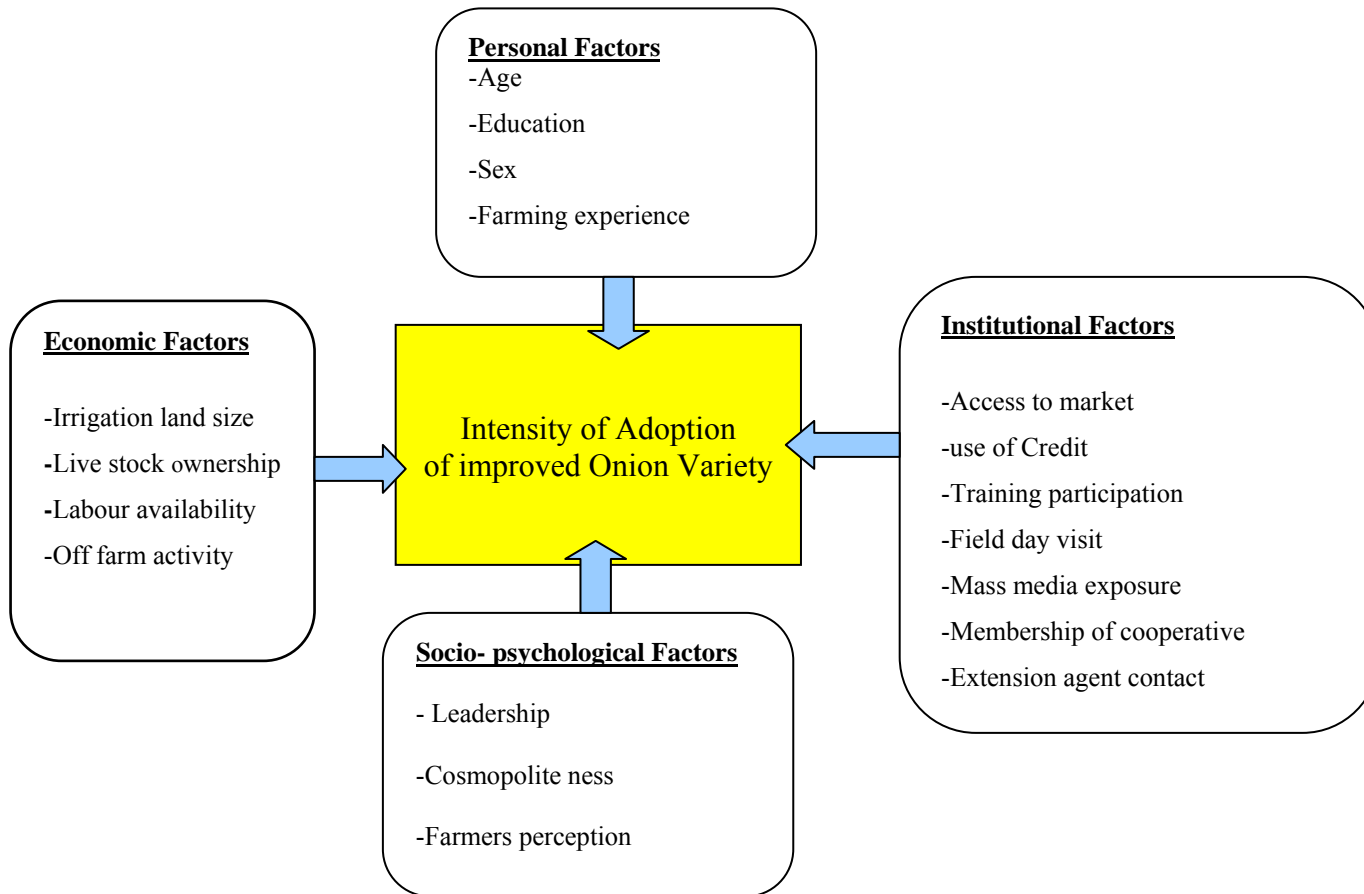 Personal Factors
-Age
-Education
-Sex
-Farming experience
Economic Factors
-Irrigation land size
-Live stock ownership
-Labour availability
-Off farm activity
Intensity of Adoption
of improved Onion Variety
Institutional Factors
-Access to market
-use of Credit
-Training participation
-Field day visit
-Mass media exposure
-Membership of cooperative
-Extension agent contact
Socio- psychological Factors
- Leadership
-Cosmopolite ness
-Farmers perception